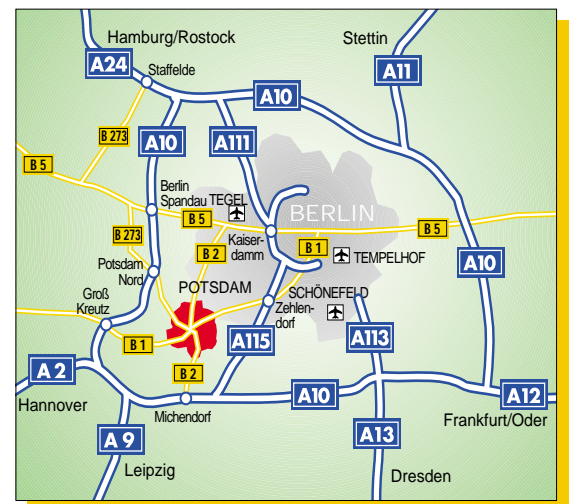 Hamburg/Rostock
Stettin
A24
Staffelde
A11
A10
B 273
A10
A111
B 5
Berlin
Spandau
TEGEL
BERLIN
B 5
B 5
B 273
B 2
Kaiser-
damm
B 1
TEMPELHOF
Potsdam
Nord
A10
POTSDAM
SCHÖNEFELD
Groß
Kreutz
Zehlen-
dorf
B 1
A115
A113
A 2
B 2
A10
A12
Hannover
Michendorf
Frankfurt/Oder
A 9
A13
Leipzig
Dresden